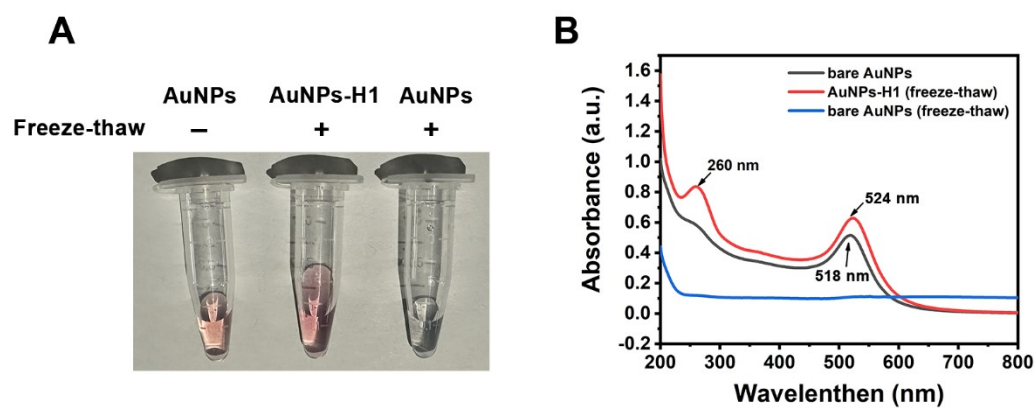 A
AuNPs AuNPs-H1 AuNPs
Freeze-thaw – + +
B
bare AuNPs
AuNPs-H1 (freeze-thaw)
bare AuNPs (freeze-thaw)
260 nm
524 nm
518 nm
Absorbance (a.u.)
1.6
1.4
1.2
1.0
0.8
0.6
0.4
0.2
0.0
-0.2
200 300 400 500 600 700 800
Wavelenthen (nm)